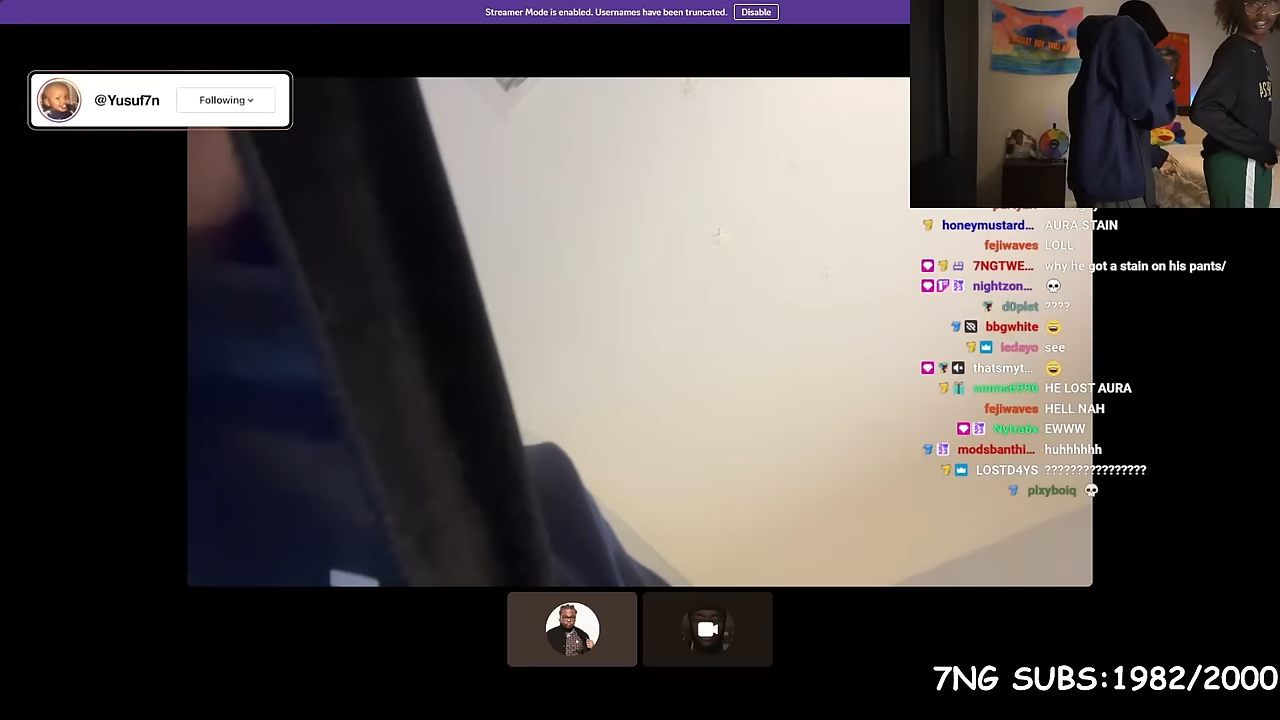 Streamer Mode is enabled. Usernames have been truncated. Disable
@Yusuf7n Following
honeymustard... AURA STAIN
fejiwaves LOLL
7NGTWE... why he got a stain on his pants/
nightzon...
d0plet ????
bbgwhite
ledayo see
thatsmyt...
HE LOST AURA
fejiwaves HELL NAH
Nytra6x EWWW
modsbanthi... huhhhhhh
LOSTD4YS ???????????????
plxyboiq
7NG SUBS:1982/2000